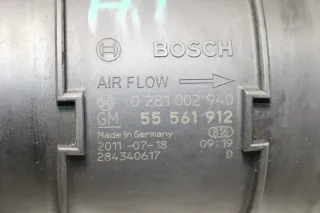 BOSCH
AIR FLOW
0 281 002 940
GM 55 561 912
Made in Germany 816
2011-07-18 09:19
284340617 D